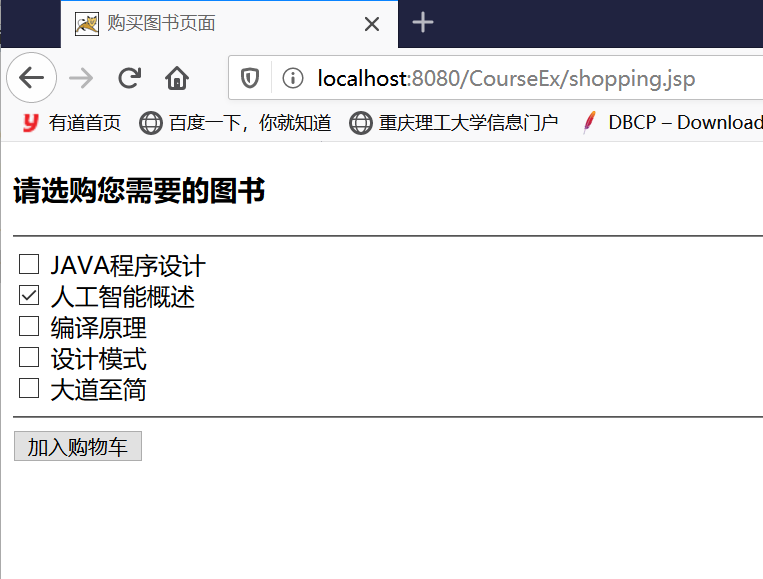 购买图书页面
localhost:8080/CourseEx/shopping.jsp
有道首页 百度一下，你就知道 重庆理工大学信息门户 DBCP – Download
请选购您需要的图书
JAVA程序设计
人工智能概述
编译原理
设计模式
大道至简
加入购物车